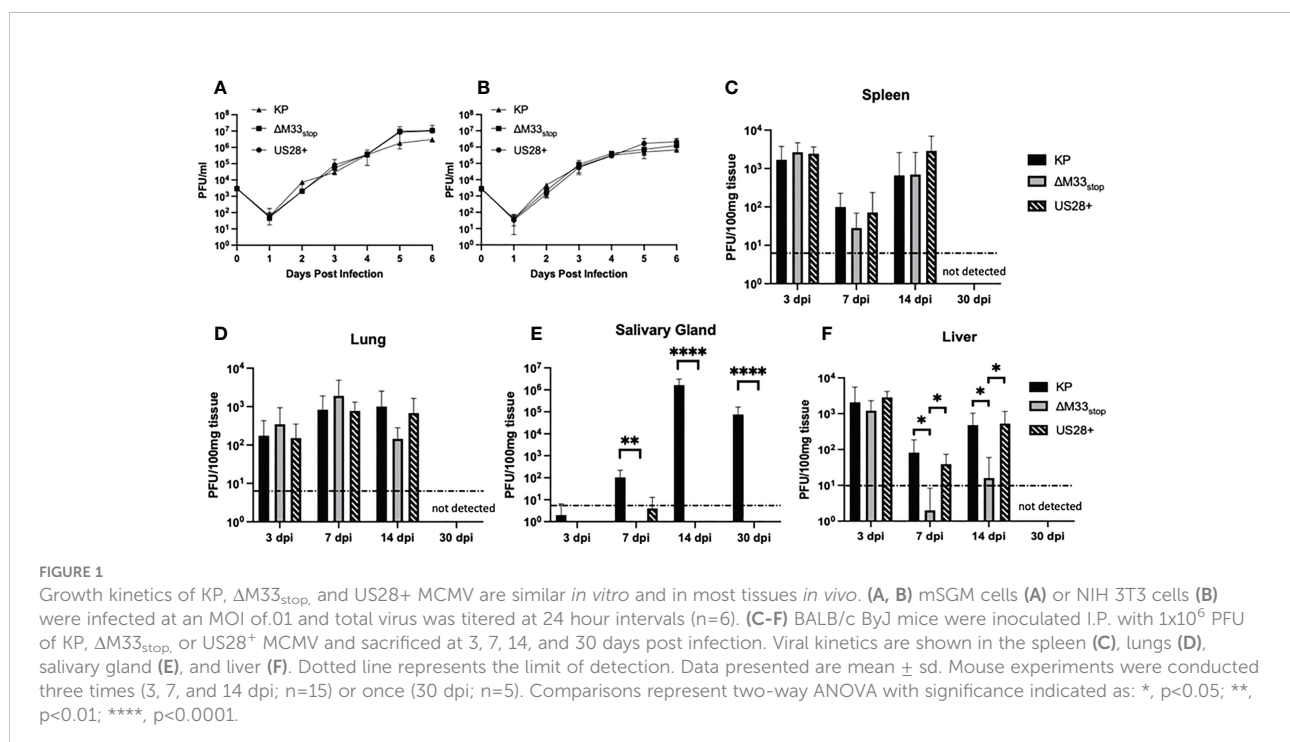 A
KP
ΔM33stop
US28+
PFU/ml
10⁸
10⁷
10⁶
10⁵
10⁴
10³
10²
10¹
10⁰
0 1 2 3 4 5 6
Days Post Infection
B
KP
ΔM33stop
US28+
PFU/ml
10⁸
10⁷
10⁶
10⁵
10⁴
10³
10²
10¹
10⁰
0 1 2 3 4 5 6
Days Post Infection
C
Spleen
PFU/100mg tissue
10⁴
10³
10²
10¹
10⁰
not detected
3 dpi 7 dpi 14 dpi 30 dpi
KP
ΔM33stop
US28+
D
Lung
PFU/100mg tissue
10⁴
10³
10²
10¹
10⁰
not detected
3 dpi 7 dpi 14 dpi 30 dpi
E
Salivary Gland
PFU/100mg tissue
10⁷
10⁶
10⁵
10⁴
10³
10²
10¹
10⁰
**
****
****
3 dpi 7 dpi 14 dpi 30 dpi
F
Liver
PFU/100mg tissue
10⁴
10³
10²
10¹
10⁰
* *
* *
not detected
3 dpi 7 dpi 14 dpi 30 dpi
KP
ΔM33stop
US28+
FIGURE 1
Growth kinetics of KP, ΔM33stop, and US28+ MCMV are similar in vitro and in most tissues in vivo. (A, B) mSGM cells (A) or NIH 3T3 cells (B)
were infected at an MOI of.01 and total virus was titered at 24 hour intervals (n=6). (C-F) BALB/c ByJ mice were inoculated I.P. with 1x10⁶ PFU
of KP, ΔM33stop, or US28⁺ MCMV and sacrificed at 3, 7, 14, and 30 days post infection. Viral kinetics are shown in the spleen (C), lungs (D),
salivary gland (E), and liver (F). Dotted line represents the limit of detection. Data presented are mean ± sd. Mouse experiments were conducted
three times (3, 7, and 14 dpi; n=15) or once (30 dpi; n=5). Comparisons represent two-way ANOVA with significance indicated as: *, p<0.05; **,
p<0.01; ****, p<0.0001.